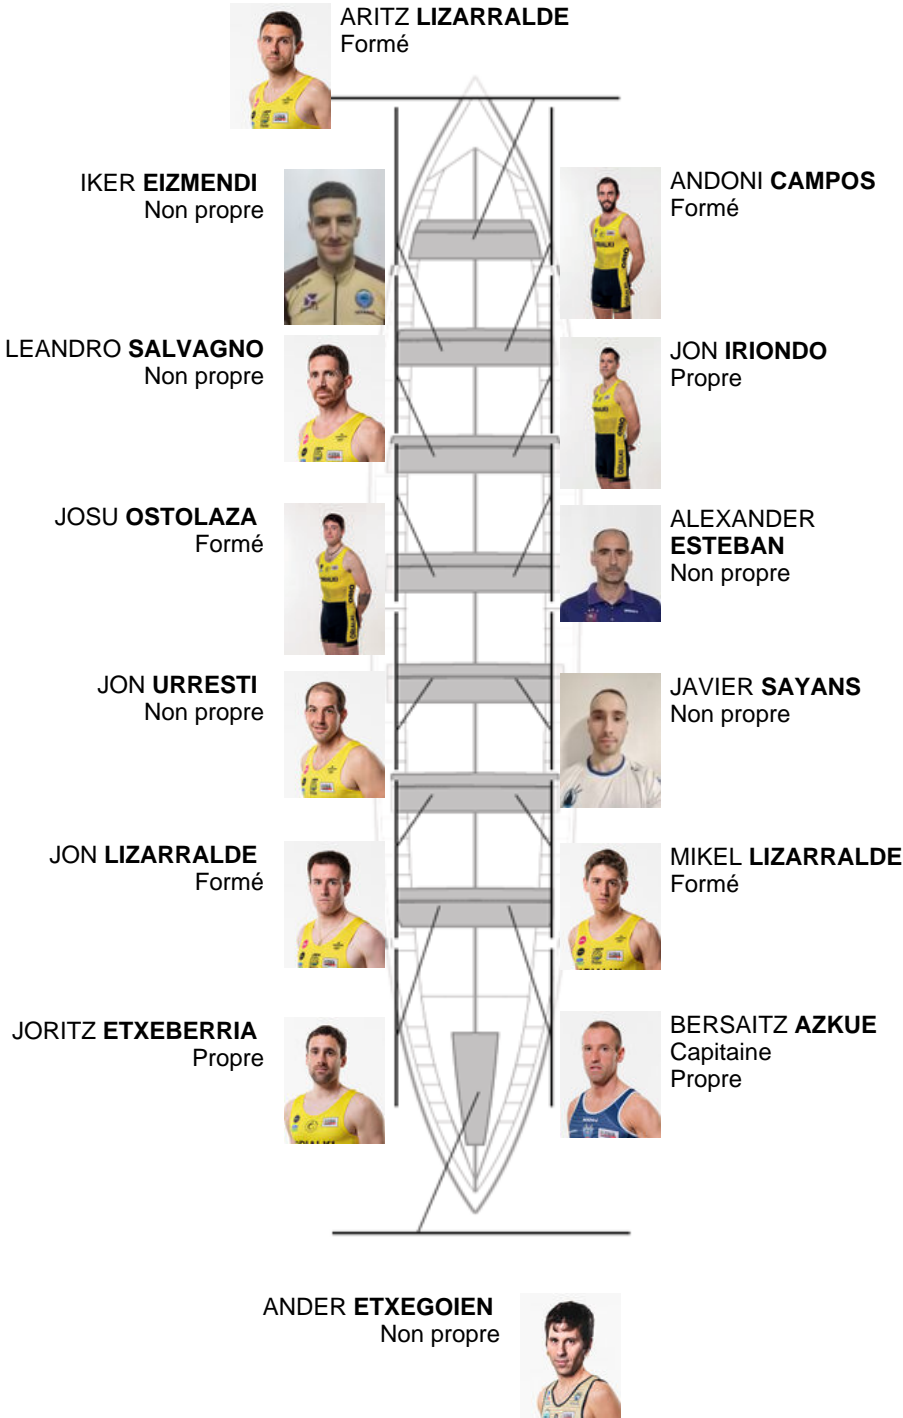 ARITZ LIZARRALDE
Formé
IKER EIZMENDI
Non propre
ANDONI CAMPOS
Formé
LEANDRO SALVAGNO
Non propre
JON IRIONDO
Propre
JOSU OSTOLAZA
Formé
ALEXANDER
ESTEBAN
Non propre
JON URRESTI
Non propre
JAVIER SAYANS
Non propre
JON LIZARRALDE
Formé
MIKEL LIZARRALDE
Formé
JORITZ ETXEBERRIA
Propre
BERSAITZ AZKUE
Capitaine
Propre
ANDER ETXEGOIEN
Non propre